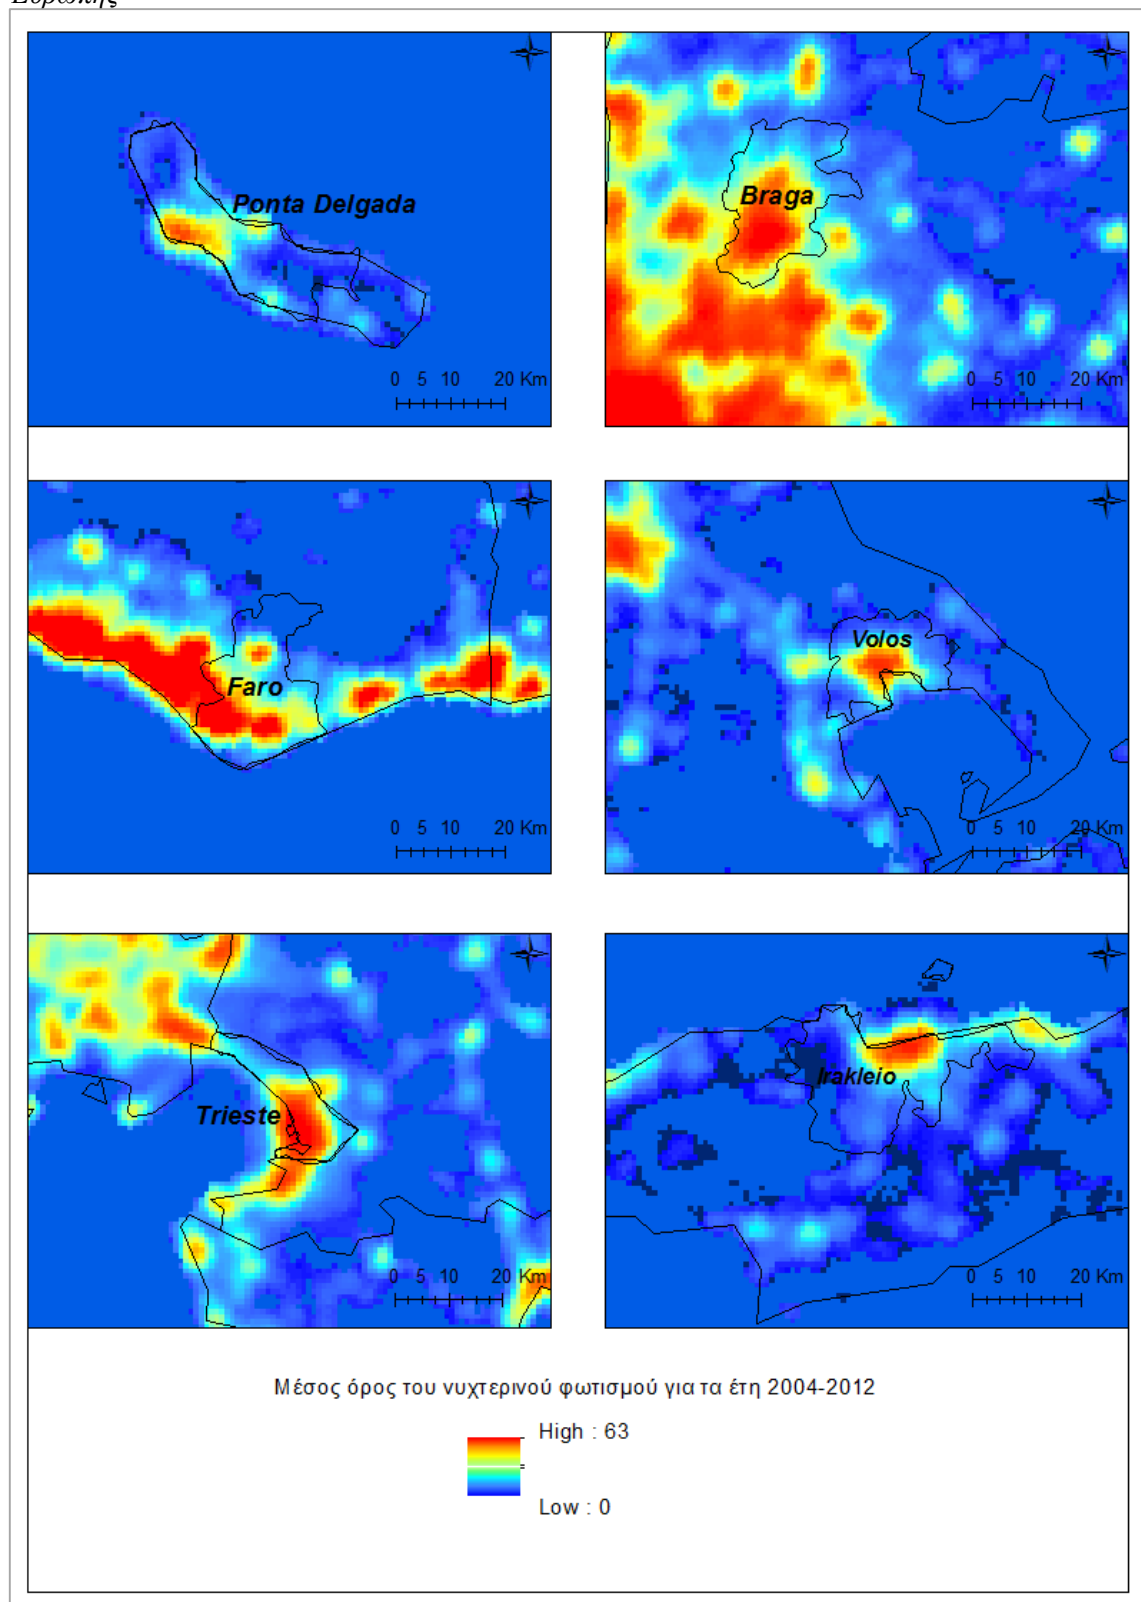 Ευρώπης
Ponta Delgada
0 5 10 20 Km
Braga
0 5 10 20 Km
Faro
0 5 10 20 Km
Volos
0 5 10 20 Km
Trieste
0 5 10 20 Km
Irakleio
0 5 10 20 Km
Μέσος όρος του νυχτερινού φωτισμού για τα έτη 2004-2012
High : 63
Low : 0